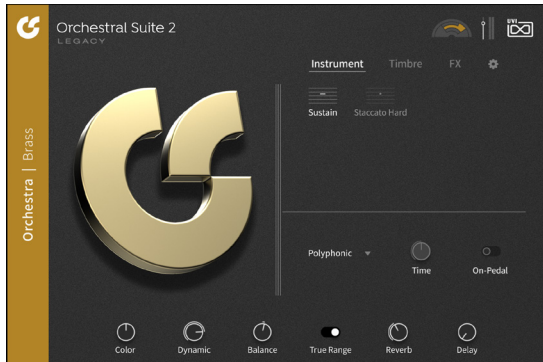 Orchestral Suite 2
LEGACY
UVI
Instrument Timbre FX
Sustain Staccato Hard
Orchestra | Brass
Polyphonic
Time On-Pedal
Color Dynamic Balance True Range Reverb Delay